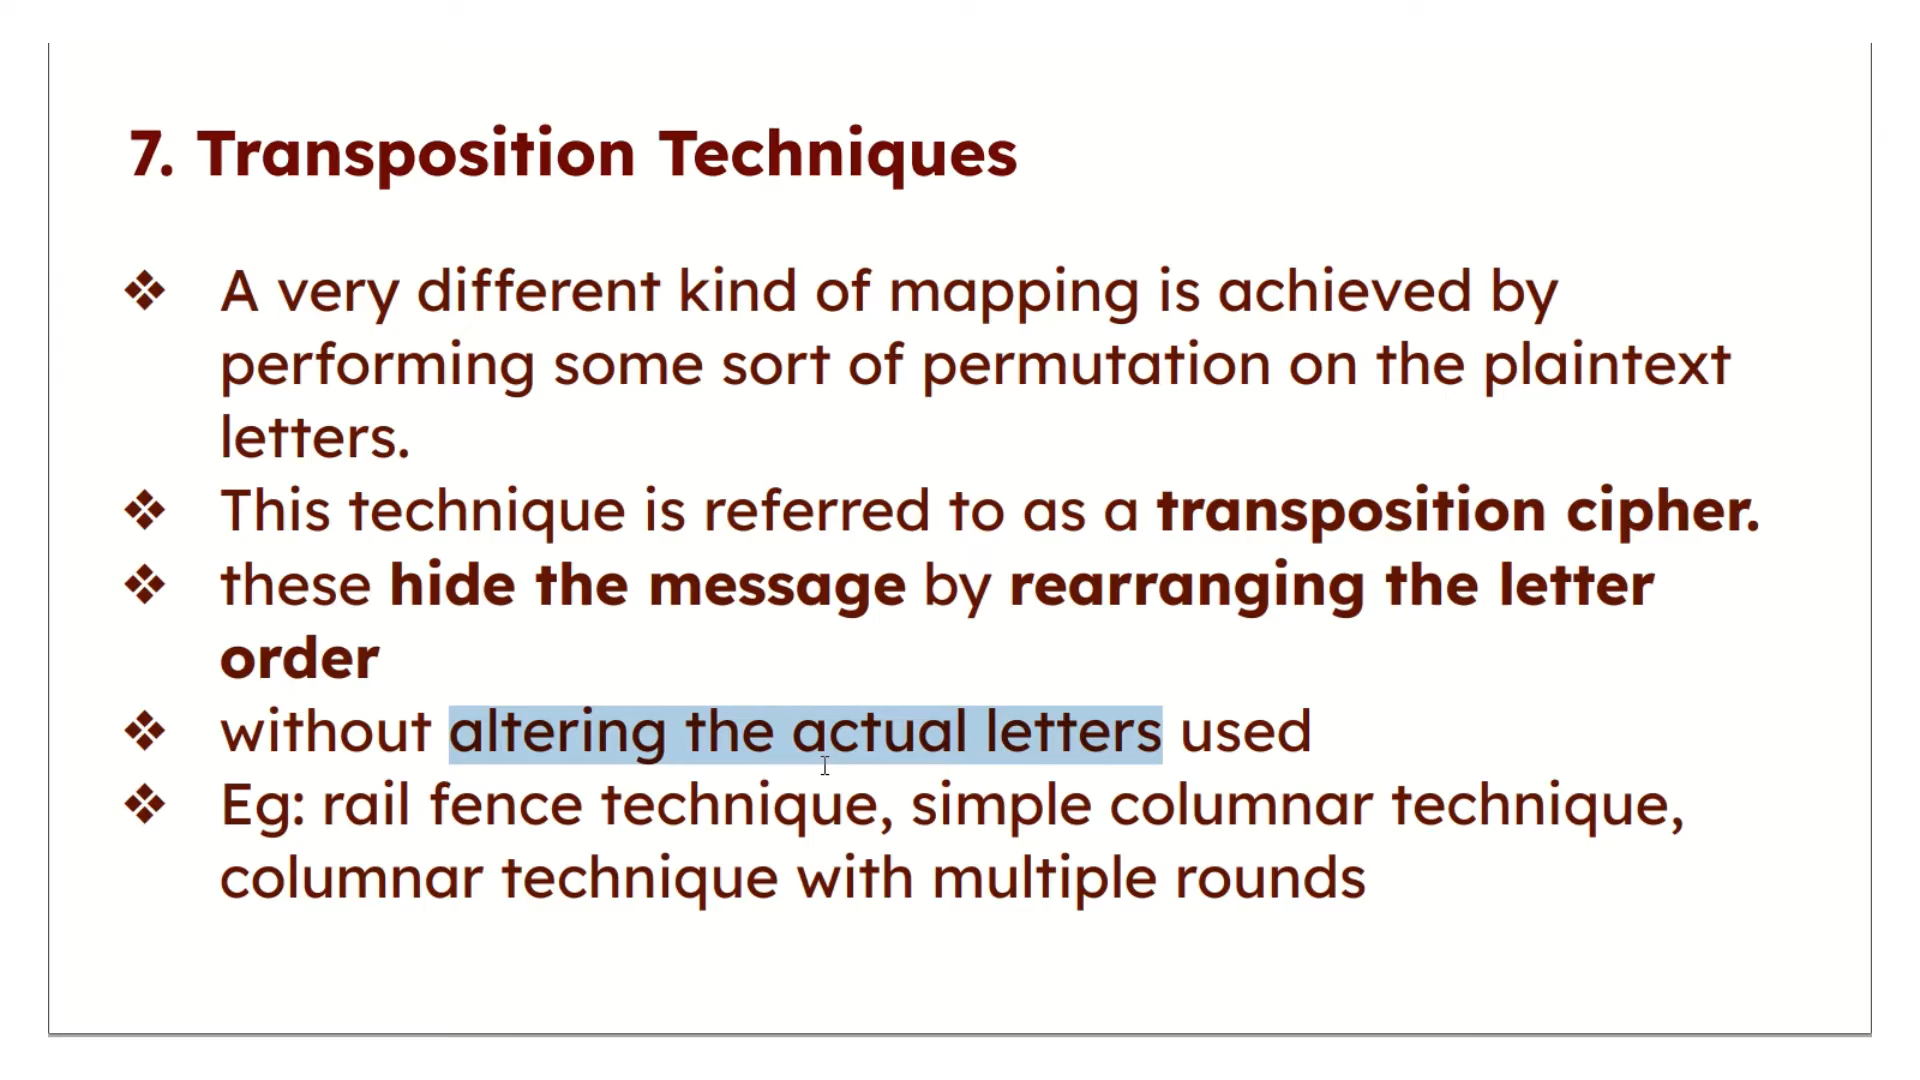 7. Transposition Techniques
❖ A very different kind of mapping is achieved by
performing some sort of permutation on the plaintext
letters.
❖ This technique is referred to as a transposition cipher.
❖ these hide the message by rearranging the letter
order
❖ without altering the actual letters used
❖ Eg: rail fence technique, simple columnar technique,
columnar technique with multiple rounds